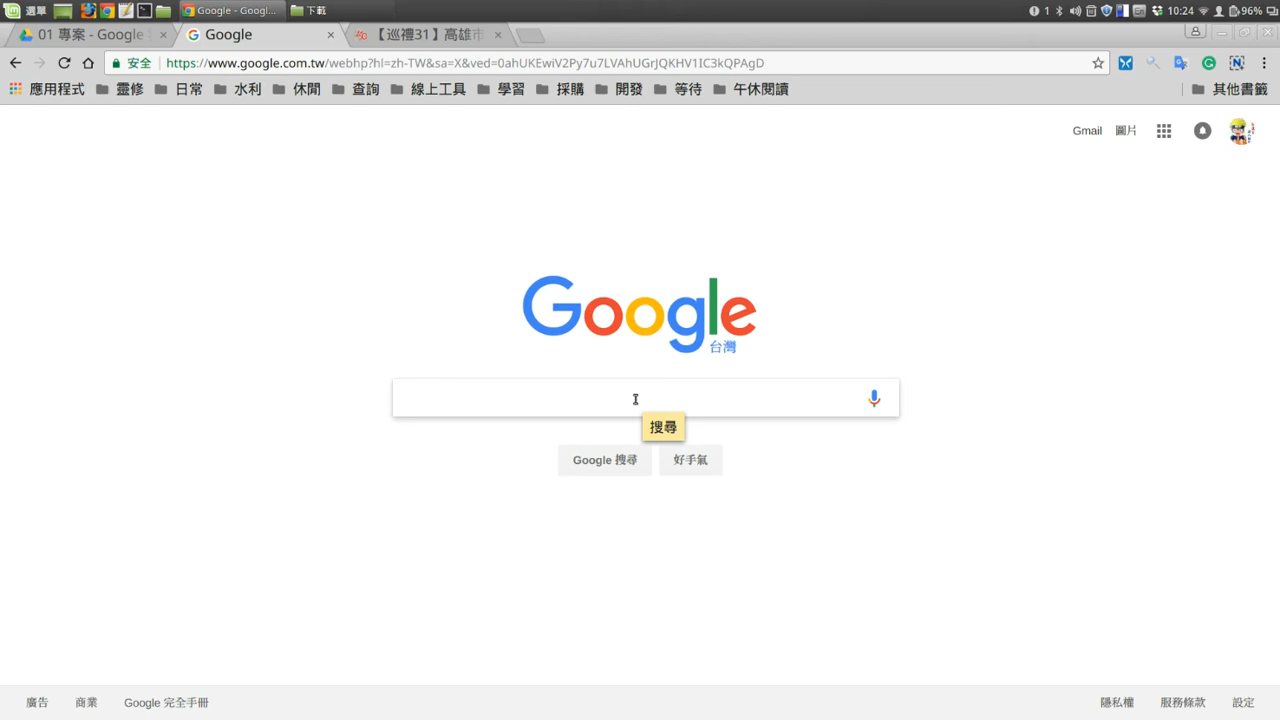 選單 Google - Googl... 下載 1 En 10:24 96%
01 專案 - Google Google 【巡禮31】高雄市
安全 https://www.google.com.tw/webhp?hl=zh-TW&sa=X&ved=0ahUKEwiV2Py7u7LVAhUGrJQKHV1IC3kQPAgD
應用程式 靈修 日常 水利 休閒 查詢 線上工具 學習 採購 開發 等待 午休閱讀 其他書籤
Gmail 圖片
Google
台灣
搜尋
Google 搜尋 好手氣
廣告 商業 Google 完全手冊 隱私權 服務條款 設定